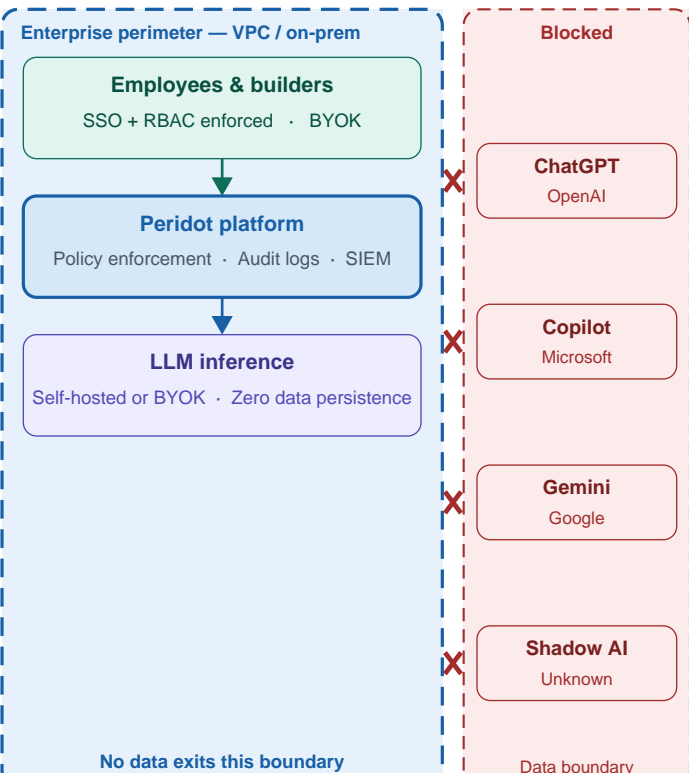 Enterprise perimeter — VPC / on-prem
Employees & builders
SSO + RBAC enforced · BYOK
Peridot platform
Policy enforcement · Audit logs · SIEM
LLM inference
Self-hosted or BYOK · Zero data persistence
No data exits this boundary
Blocked
ChatGPT
OpenAI
Copilot
Microsoft
Gemini
Google
Shadow AI
Unknown
Data boundary